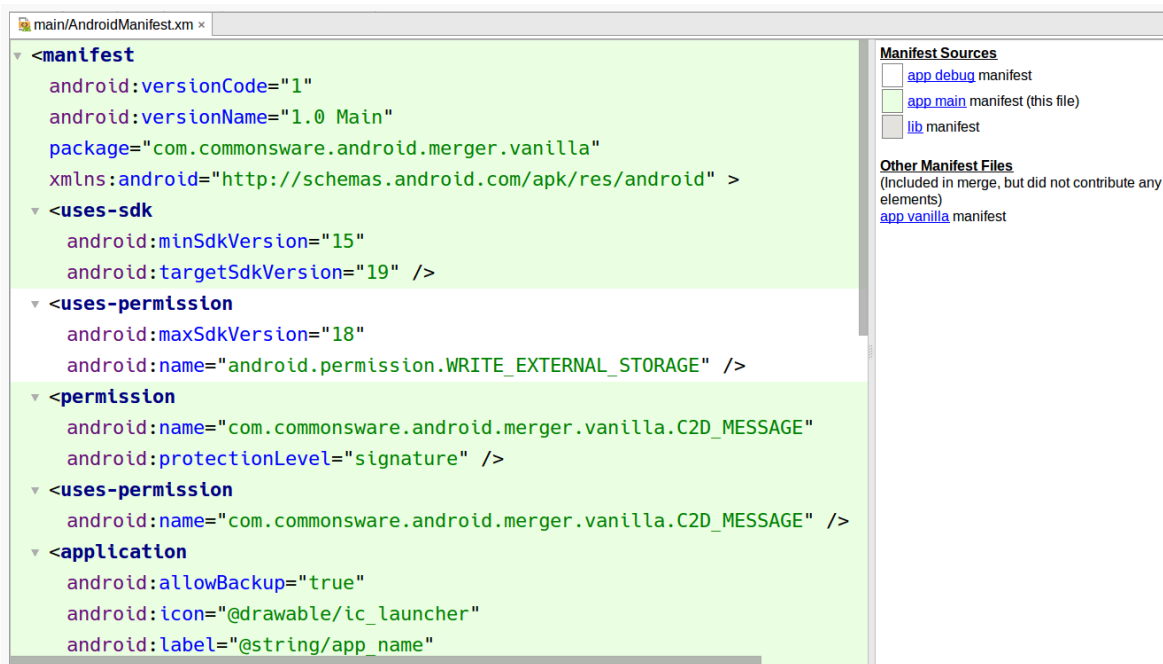 main/AndroidManifest.xm ×
<manifest
android:versionCode="1"
android:versionName="1.0 Main"
package="com.commonsware.android.merger.vanilla"
xmlns:android="http://schemas.android.com/apk/res/android" >
<uses-sdk
android:minSdkVersion="15"
android:targetSdkVersion="19" />
<uses-permission
android:maxSdkVersion="18"
android:name="android.permission.WRITE_EXTERNAL_STORAGE" />
<permission
android:name="com.commonsware.android.merger.vanilla.C2D_MESSAGE"
android:protectionLevel="signature" />
<uses-permission
android:name="com.commonsware.android.merger.vanilla.C2D_MESSAGE" />
<application
android:allowBackup="true"
android:icon="@drawable/ic_launcher"
android:label="@string/app_name"
Manifest Sources
app debug manifest
app main manifest (this file)
lib manifest
Other Manifest Files
(Included in merge, but did not contribute any
elements)
app vanilla manifest